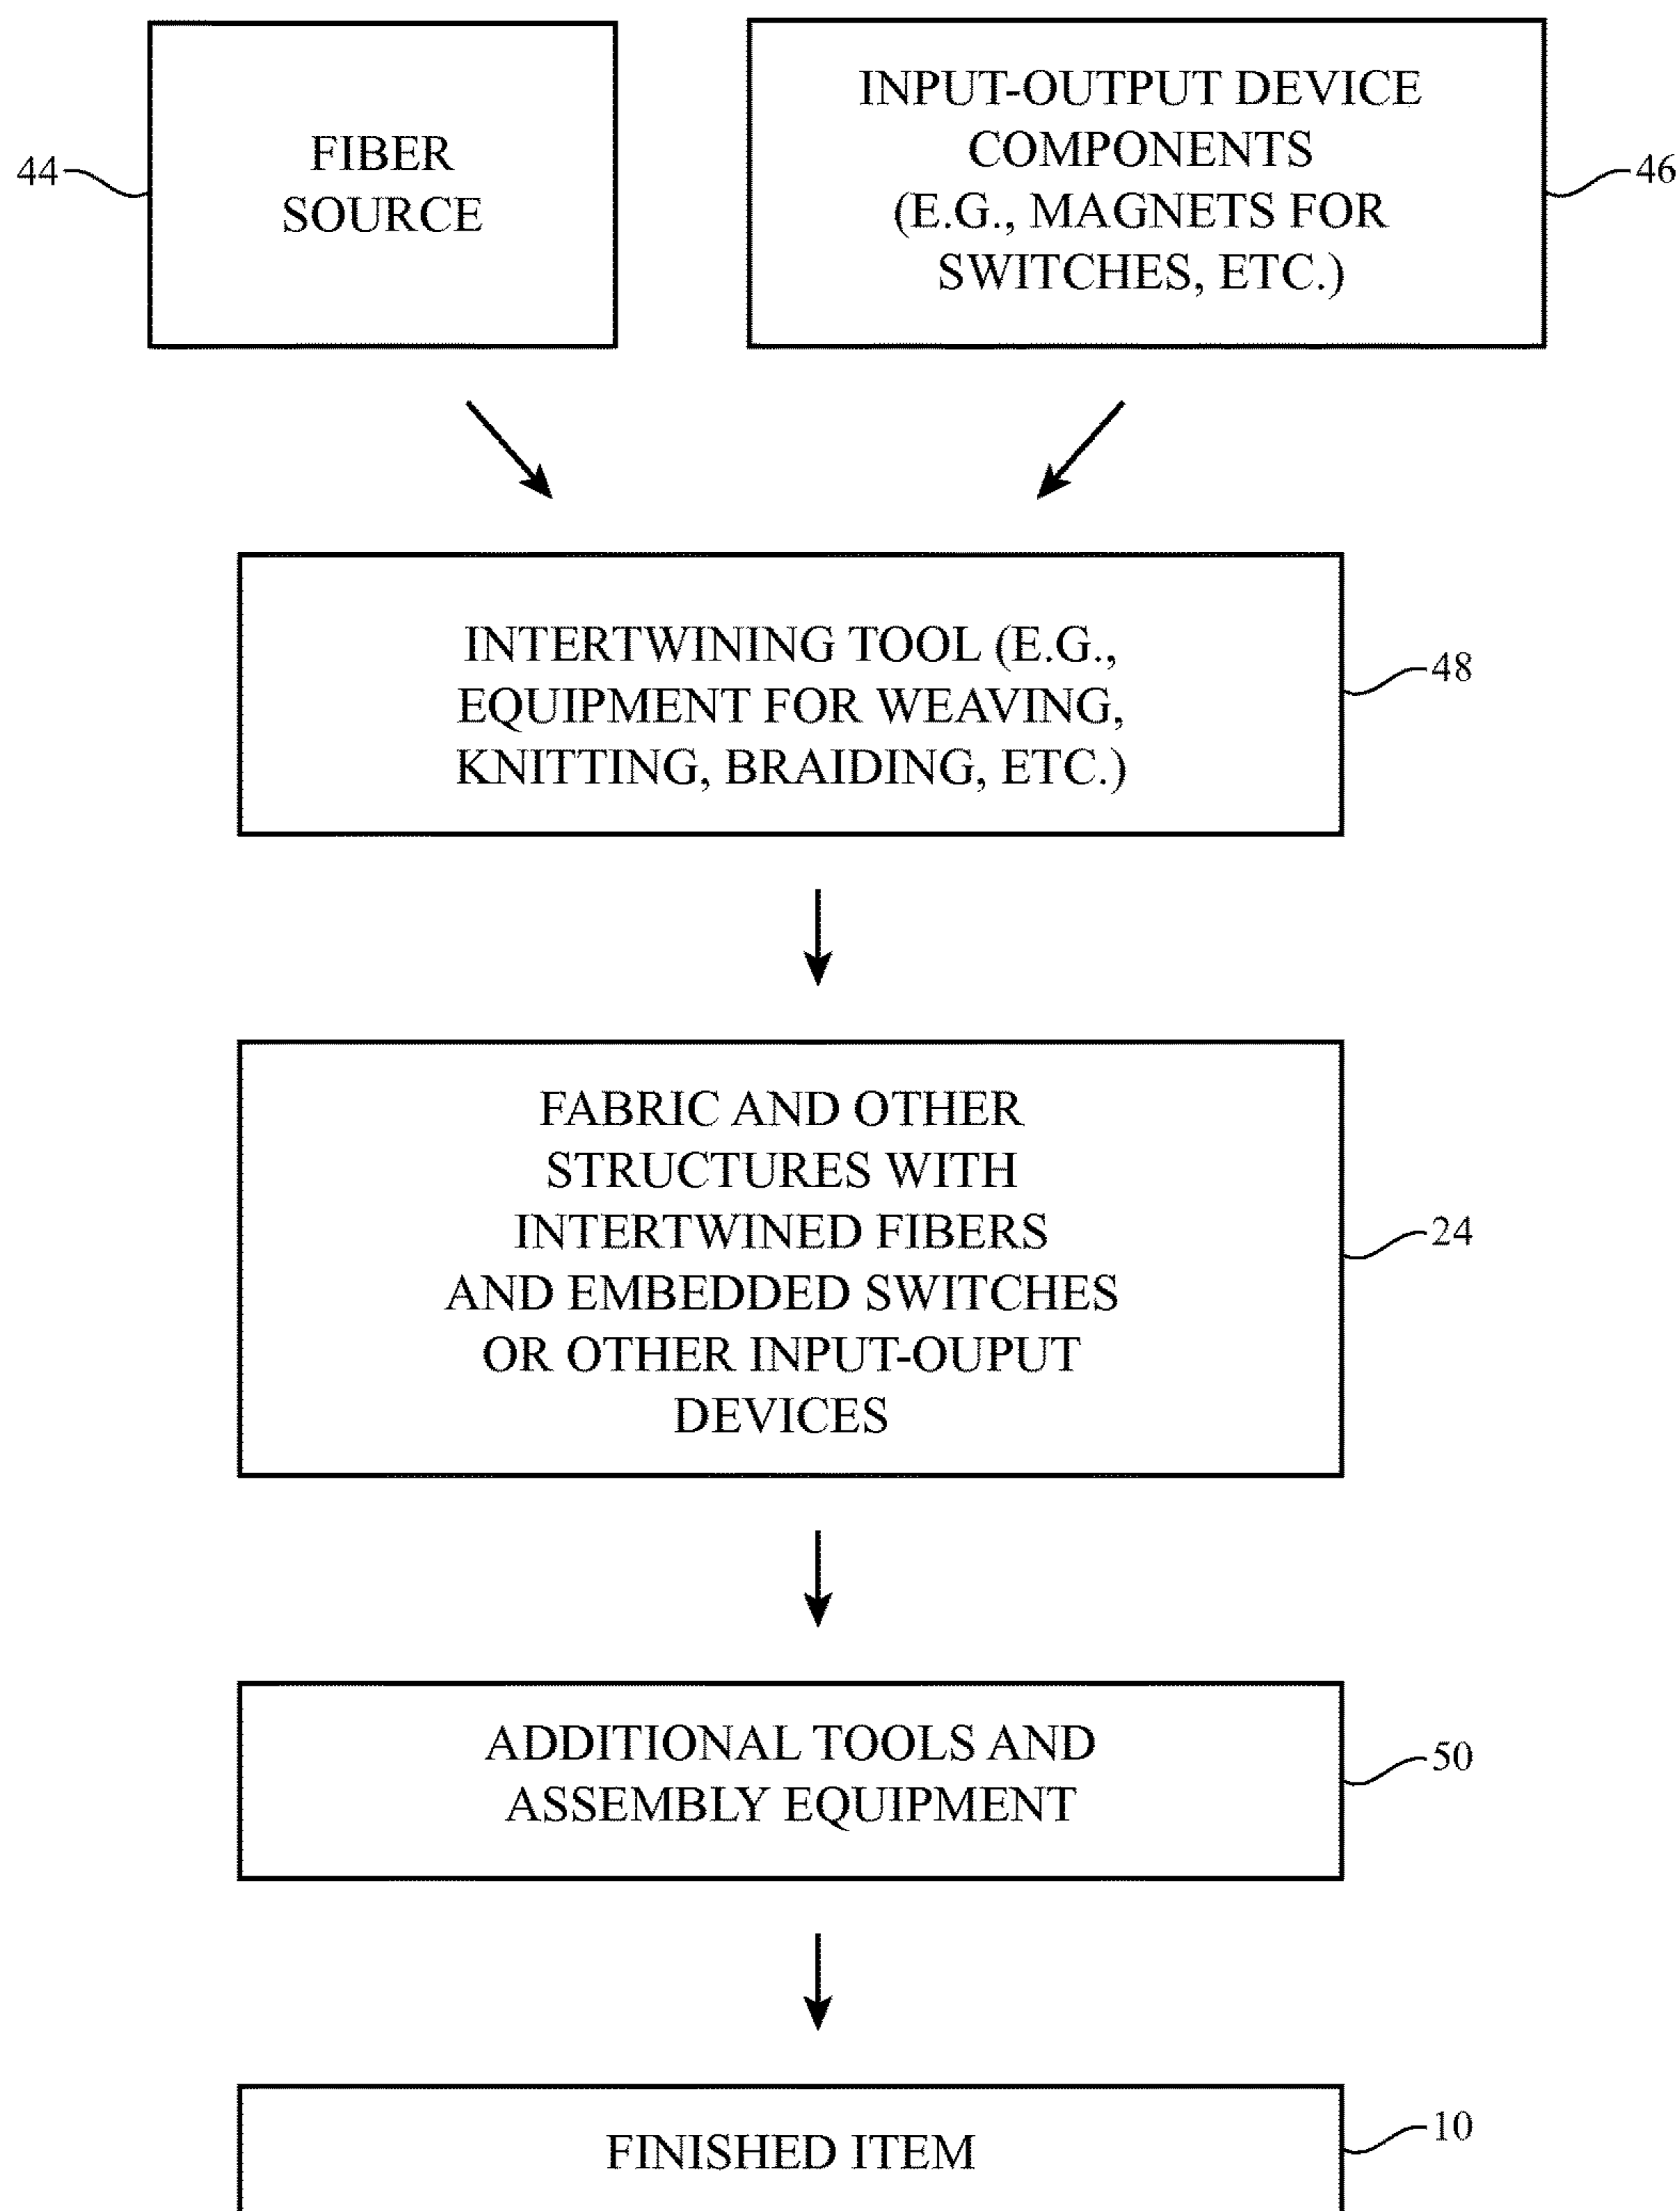 44
FIBER
SOURCE
INPUT-OUTPUT DEVICE
COMPONENTS
(E.G., MAGNETS FOR
SWITCHES, ETC.)
46
INTERTWINING TOOL (E.G.,
EQUIPMENT FOR WEAVING,
KNITTING, BRAIDING, ETC.)
48
FABRIC AND OTHER
STRUCTURES WITH
INTERTWINED FIBERS
AND EMBEDDED SWITCHES
OR OTHER INPUT-OUPUT
DEVICES
24
ADDITIONAL TOOLS AND
ASSEMBLY EQUIPMENT
50
FINISHED ITEM
10